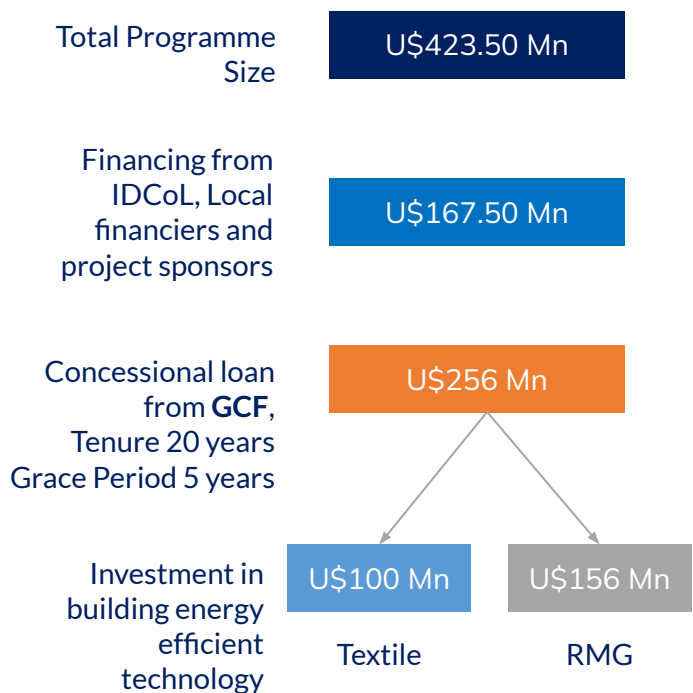 Total Programme
Size
U$423.50 Mn
Financing from
IDCoL, Local
financiers and
project sponsors
U$167.50 Mn
Concessional loan
from GCF,
Tenure 20 years
Grace Period 5 years
U$256 Mn
Investment in
building energy
efficient
technology
U$100 Mn
U$156 Mn
Textile
RMG